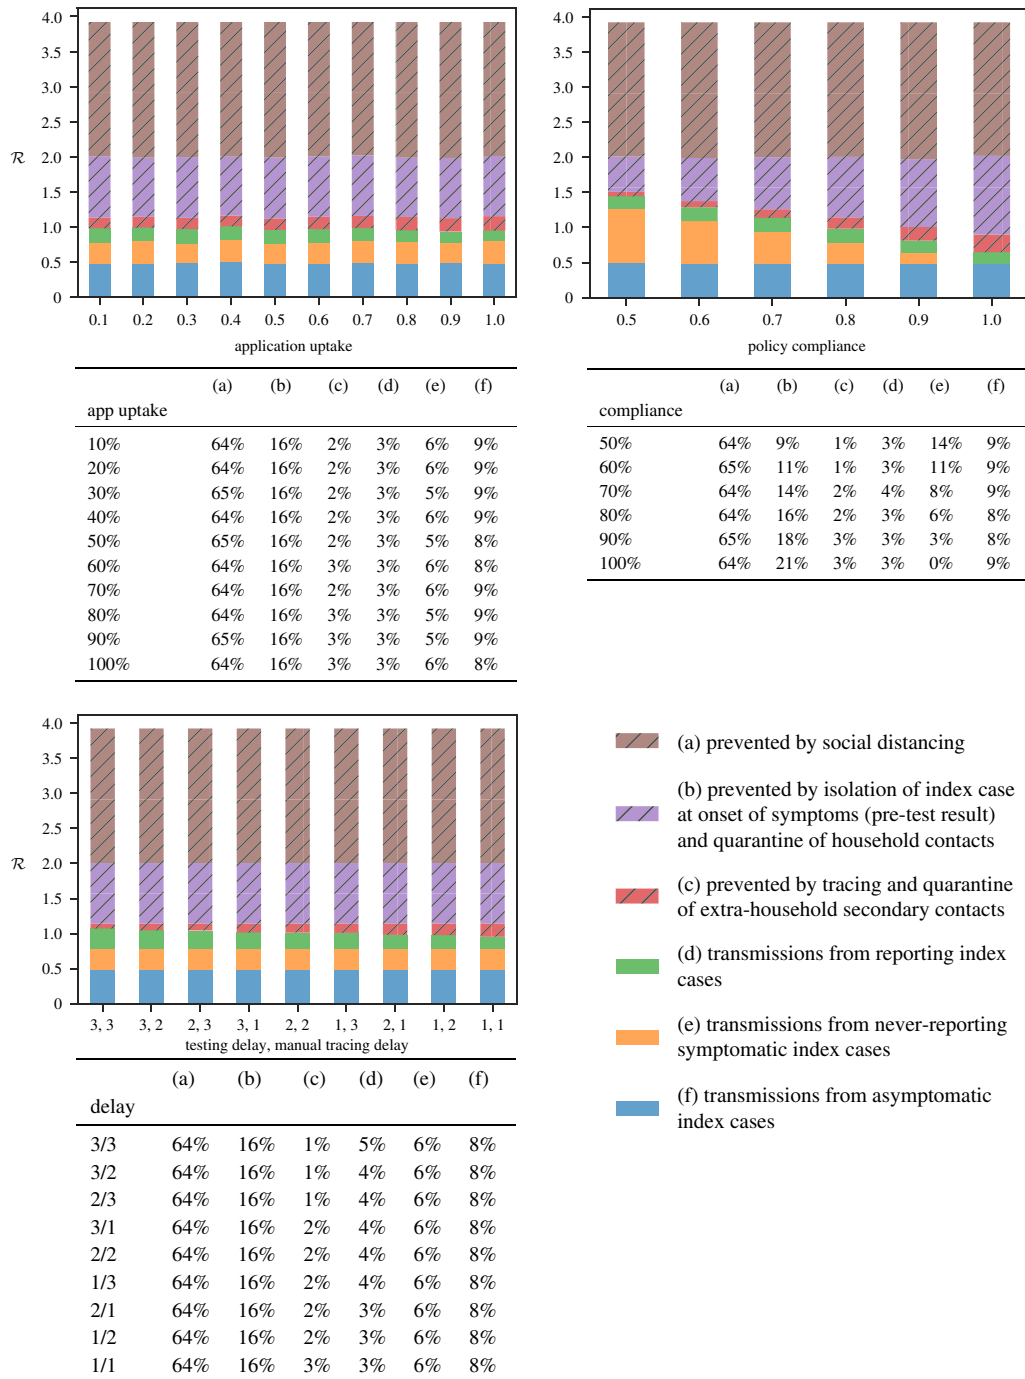 4.0
3.5
3.0
2.5
2.0
ℛ
1.5
1.0
0.5
0
0.1 0.2 0.3 0.4 0.5 0.6 0.7 0.8 0.9 1.0
application uptake
(a) (b) (c) (d) (e) (f)
app uptake
10% 64% 16% 2% 3% 6% 9%
20% 64% 16% 2% 3% 6% 9%
30% 65% 16% 2% 3% 5% 9%
40% 64% 16% 2% 3% 6% 9%
50% 65% 16% 2% 3% 5% 8%
60% 64% 16% 3% 3% 6% 8%
70% 64% 16% 2% 3% 6% 9%
80% 64% 16% 3% 3% 5% 9%
90% 65% 16% 3% 3% 5% 9%
100% 64% 16% 3% 3% 6% 8%
4.0
3.5
3.0
2.5
2.0
1.5
1.0
0.5
0
0.5 0.6 0.7 0.8 0.9 1.0
policy compliance
(a) (b) (c) (d) (e) (f)
compliance
50% 64% 9% 1% 3% 14% 9%
60% 65% 11% 1% 3% 11% 9%
70% 64% 14% 2% 4% 8% 9%
80% 64% 16% 2% 3% 6% 8%
90% 65% 18% 3% 3% 3% 8%
100% 64% 21% 3% 3% 0% 9%
4.0
3.5
3.0
2.5
2.0
ℛ
1.5
1.0
0.5
0
3, 3 3, 2 2, 3 3, 1 2, 2 1, 3 2, 1 1, 2 1, 1
testing delay, manual tracing delay
(a) (b) (c) (d) (e) (f)
delay
3/3 64% 16% 1% 5% 6% 8%
3/2 64% 16% 1% 4% 6% 8%
2/3 64% 16% 1% 4% 6% 8%
3/1 64% 16% 2% 4% 6% 8%
2/2 64% 16% 2% 4% 6% 8%
1/3 64% 16% 2% 4% 6% 8%
2/1 64% 16% 2% 3% 6% 8%
1/2 64% 16% 2% 3% 6% 8%
1/1 64% 16% 3% 3% 6% 8%
(a) prevented by social distancing
(b) prevented by isolation of index case
at onset of symptoms (pre-test result)
and quarantine of household contacts
(c) prevented by tracing and quarantine
of extra-household secondary contacts
(d) transmissions from reporting index
cases
(e) transmissions from never-reporting
symptomatic index cases
(f) transmissions from asymptomatic
index cases